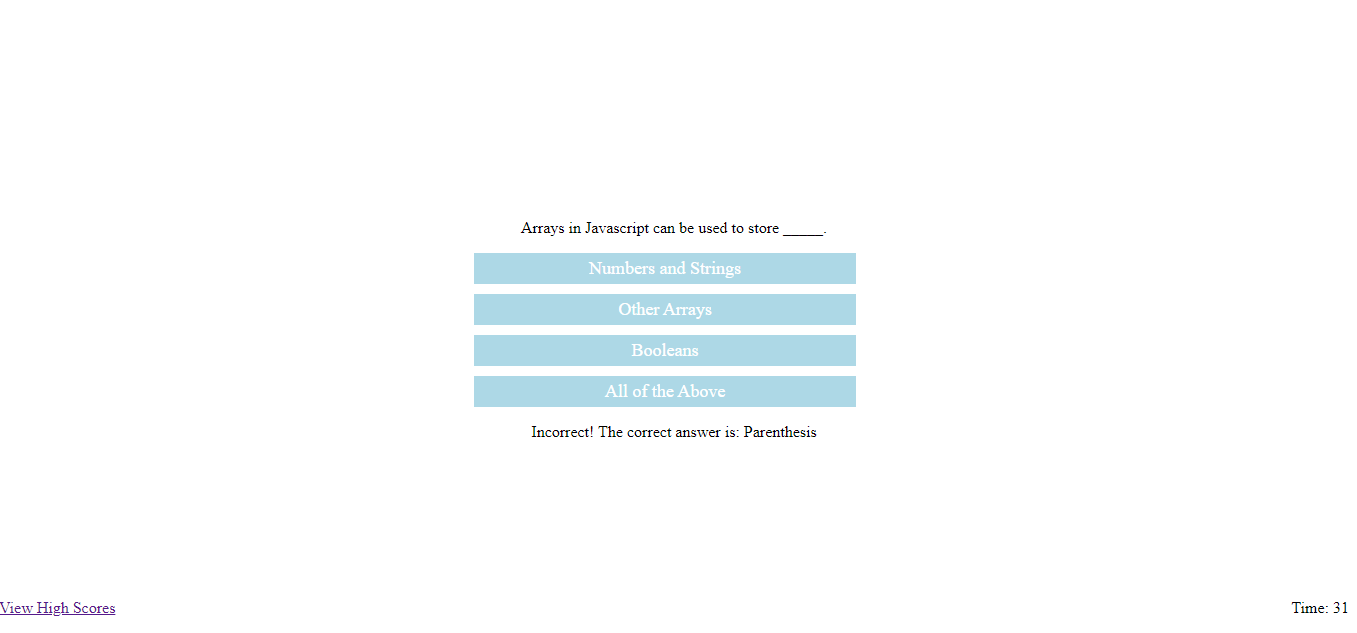 Arrays in Javascript can be used to store _____.
Numbers and Strings
Other Arrays
Booleans
All of the Above
Incorrect! The correct answer is: Parenthesis
View High Scores
Time: 31